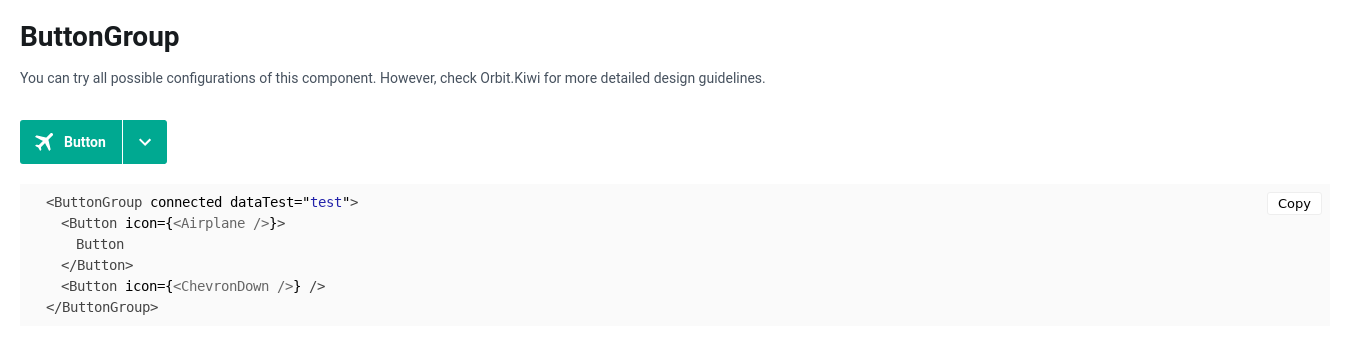 ButtonGroup
You can try all possible configurations of this component. However, check Orbit.Kiwi for more detailed design guidelines.
Button
<ButtonGroup connected dataTest="test">
Copy
<Button icon={<Airplane />}>
Button
</Button>
<Button icon={<ChevronDown />} />
</ButtonGroup>